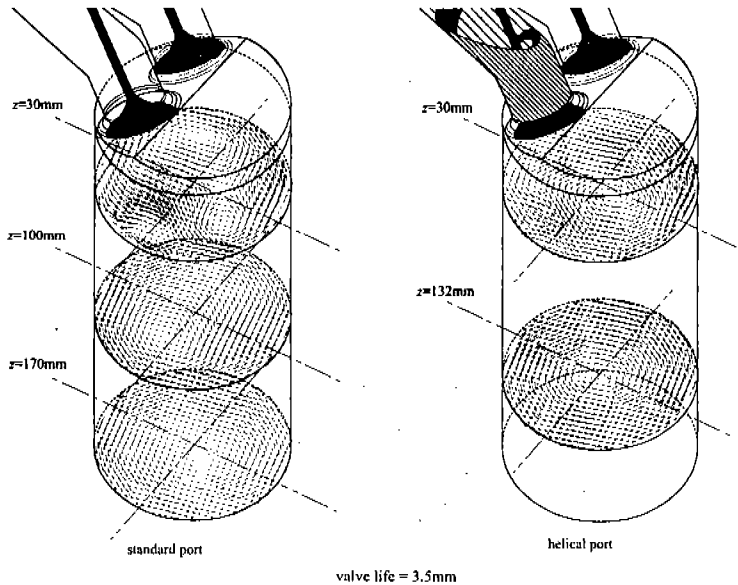 z=30mm
z=100mm
z=170mm
standard port
z=30mm
z=132mm
helical port
valve life = 3.5mm